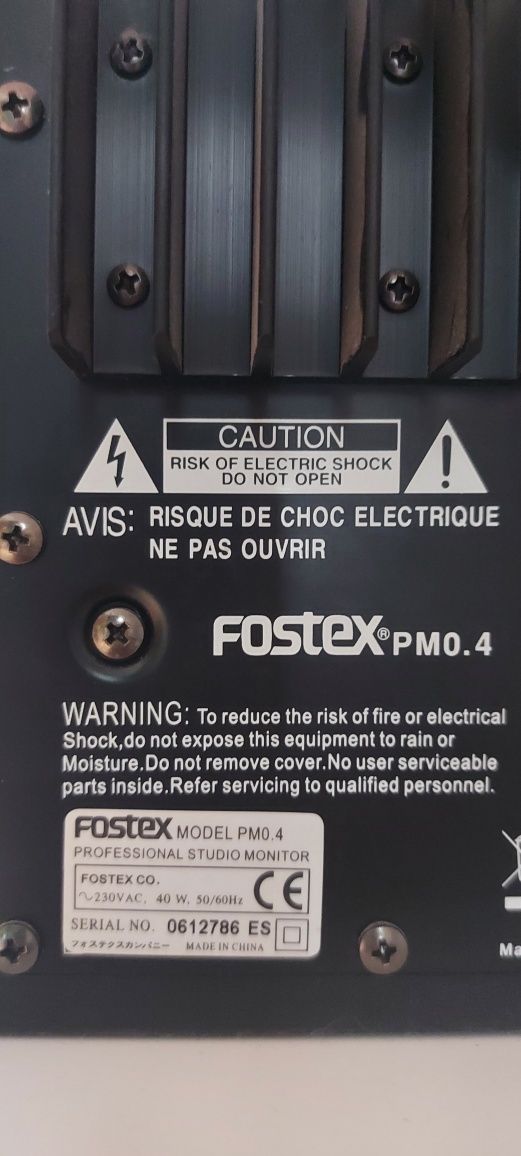 CAUTION
RISK OF ELECTRIC SHOCK
DO NOT OPEN
AVIS: RISQUE DE CHOC ELECTRIQUE
NE PAS OUVRIR
FOSTEX® PM0.4
WARNING: To reduce the risk of fire or electrical
Shock,do not expose this equipment to rain or
Moisture.Do not remove cover.No user serviceable
parts inside.Refer servicing to qualified personnel.
FOSTEX MODEL PM0.4
PROFESSIONAL STUDIO MONITOR
FOSTEX CO.
~230VAC, 40 W, 50/60Hz CE
SERIAL NO. 0612786 ES
フォステクスカンパニー MADE IN CHINA